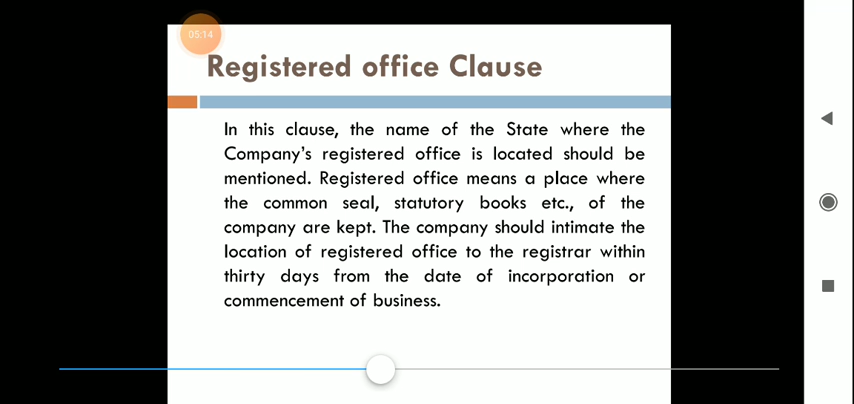 05:14
Registered office Clause
In this clause, the name of the State where the
Company's registered office is located should be
mentioned. Registered office means a place where
the common seal, statutory books etc., of the
company are kept. The company should intimate the
location of registered office to the registrar within
thirty days from the date of incorporation or
commencement of business.